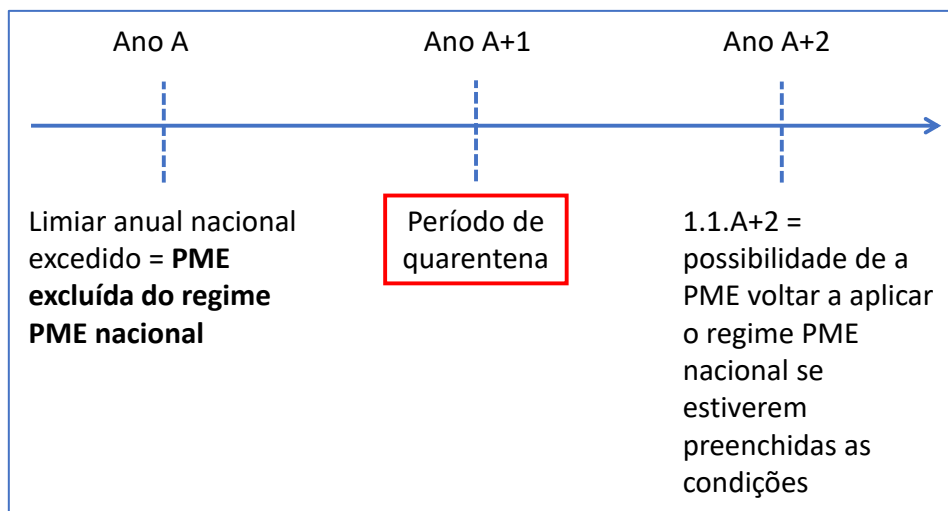 Ano A
Ano A+1
Ano A+2
Limiar anual nacional
excedido = PME
excluída do regime
PME nacional
Período de
quarentena
1.1.A+2 =
possibilidade de a
PME voltar a aplicar
o regime PME
nacional se
estiverem
preenchidas as
condições